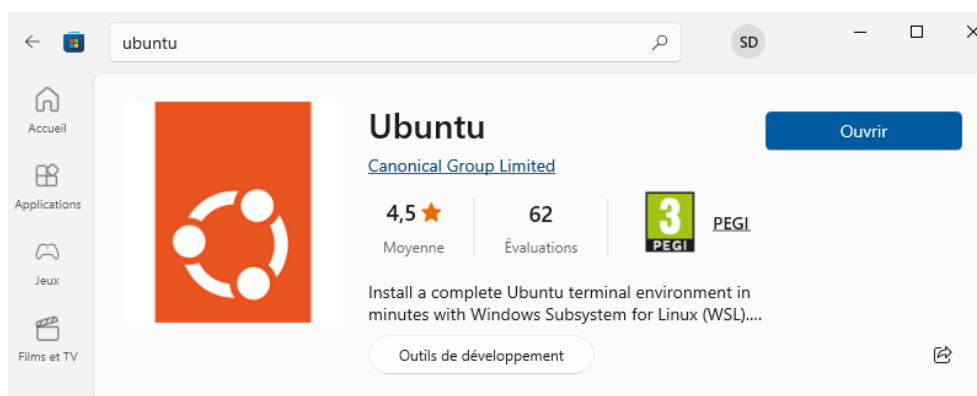 ubuntu
SD
Accueil
Applications
Jeux
Films et TV
Ubuntu
Ouvrir
Canonical Group Limited
4,5
Moyenne
62
Évaluations
3
PEGI
PEGI
Install a complete Ubuntu terminal environment in
minutes with Windows Subsystem for Linux (WSL)....
Outils de développement